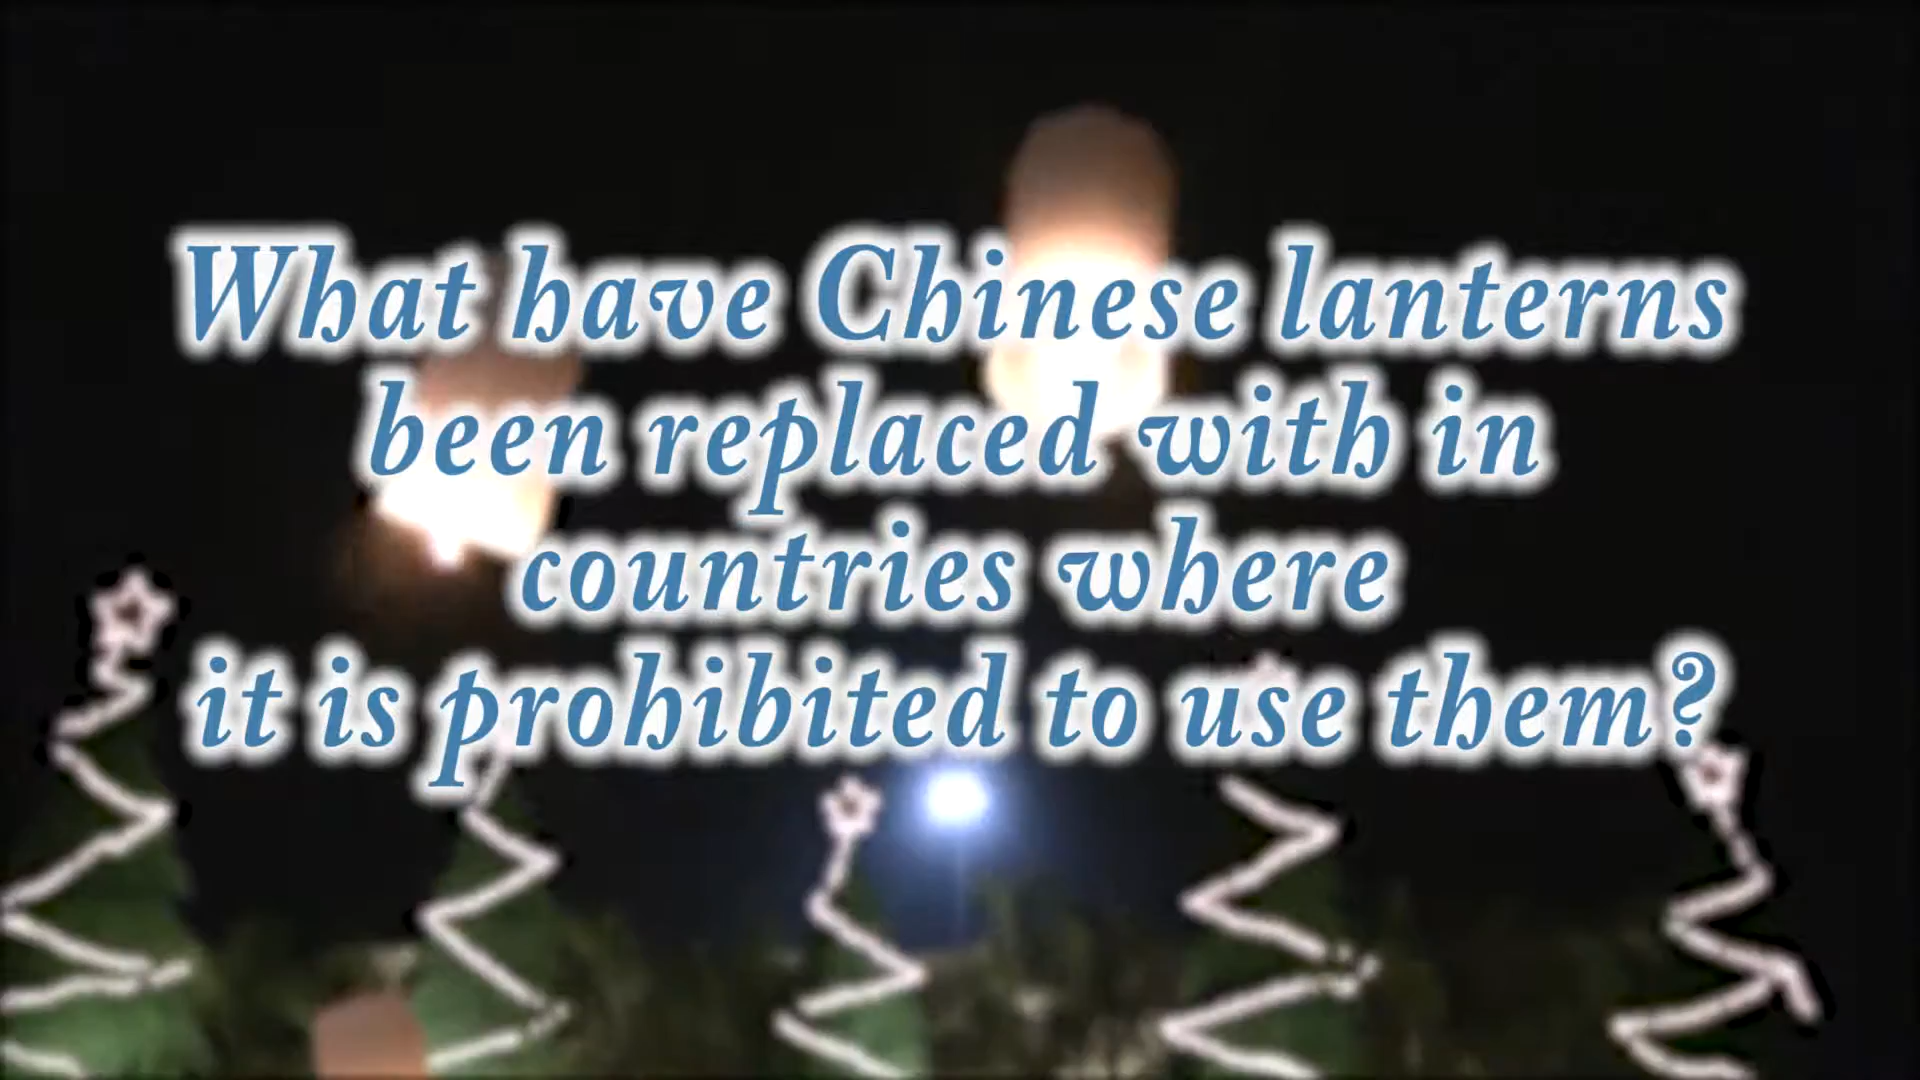 What have Chinese lanterns
been replaced with in
countries where
it is prohibited to use them?